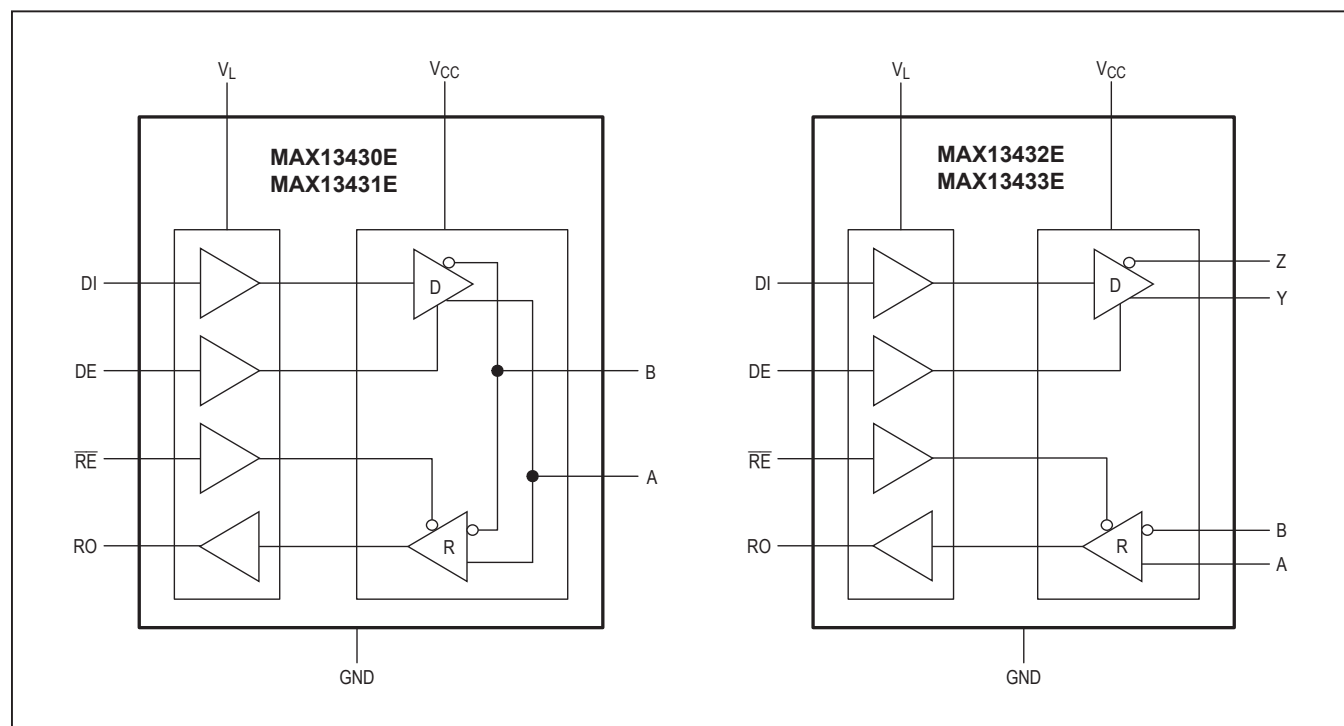 VL
VCC
MAX13430E
MAX13431E
DI
D
DE
B
RE
A
RO
R
GND
VL
VCC
MAX13432E
MAX13433E
DI
D
Z
Y
DE
RE
RO
R
B
A
GND